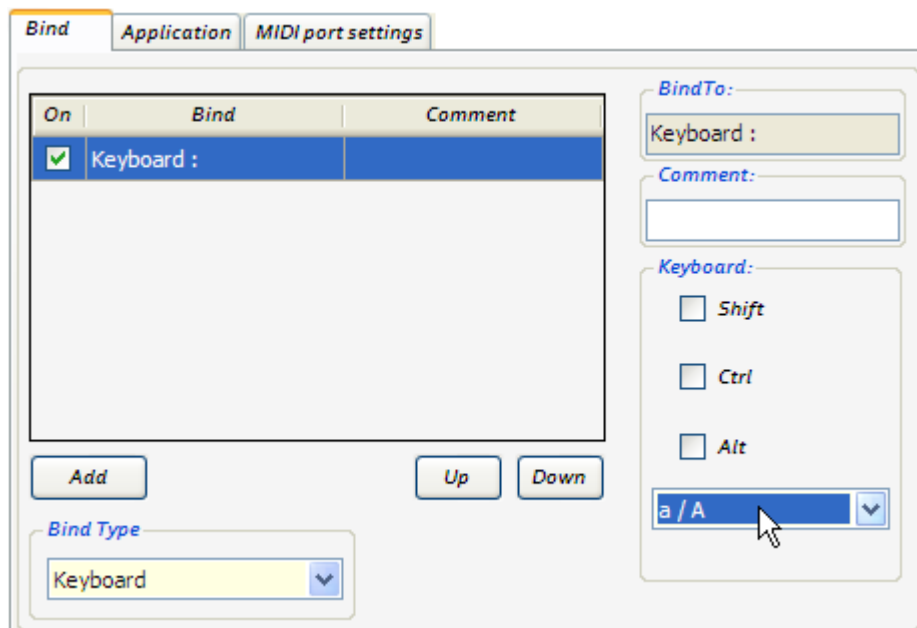 Bind Application MIDI port settings
On Bind Comment
Keyboard :
BindTo:
Keyboard :
Comment:
Keyboard:
Shift
Ctrl
Alt
a / A
Add Up Down
Bind Type
Keyboard